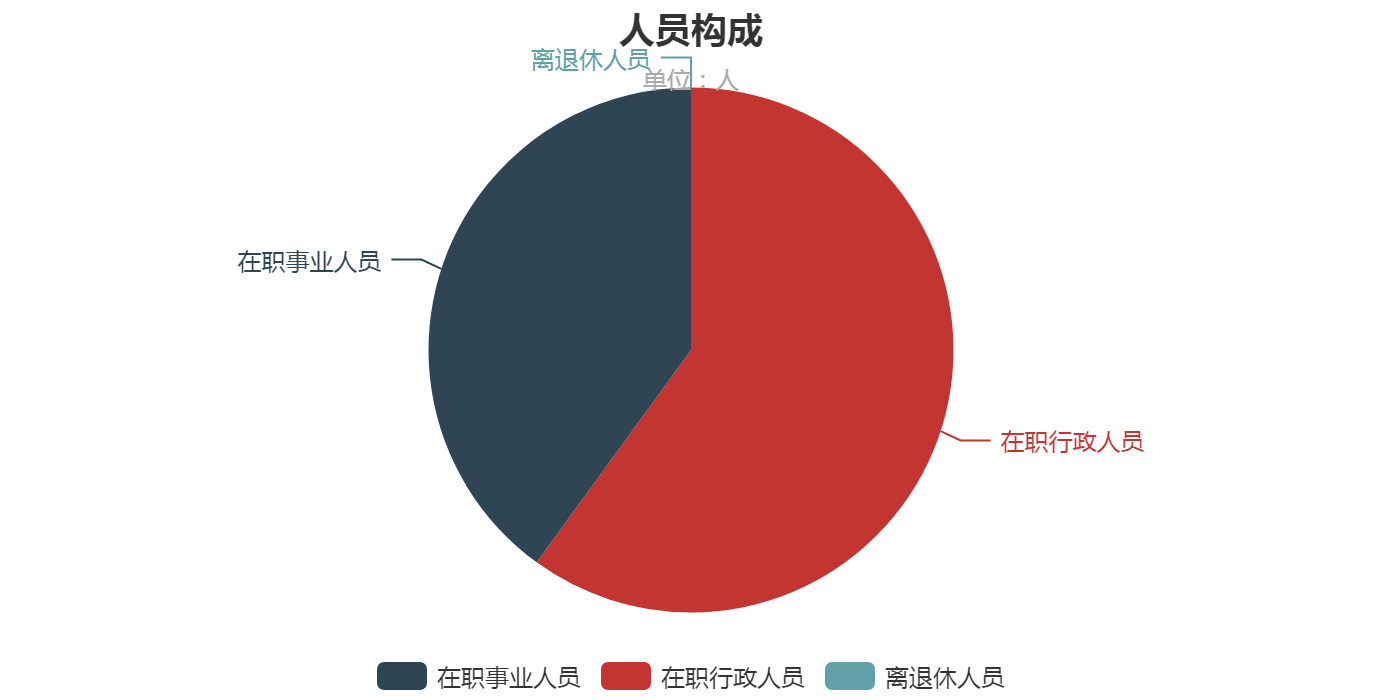 人员构成
离退休人员
单位：人
在职事业人员
在职行政人员
在职事业人员 在职行政人员 离退休人员